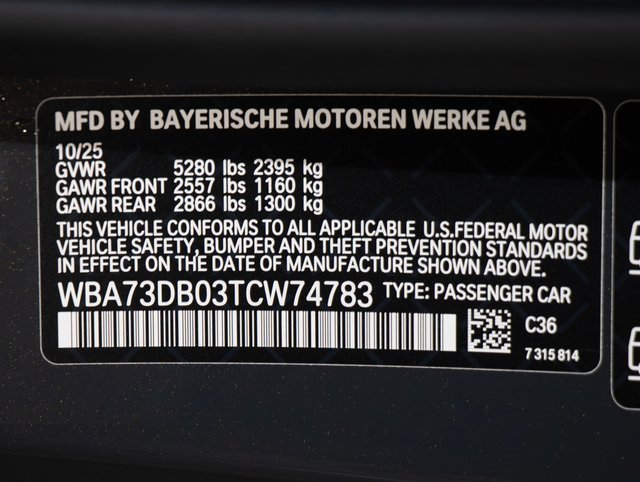 MFD BY BAYERISCHE MOTOREN WERKE AG
10/25
GVWR 5280 lbs 2395 kg
GAWR FRONT 2557 lbs 1160 kg
GAWR REAR 2866 lbs 1300 kg
THIS VEHICLE CONFORMS TO ALL APPLICABLE U.S.FEDERAL MOTOR
VEHICLE SAFETY, BUMPER AND THEFT PREVENTION STANDARDS
IN EFFECT ON THE DATE OF MANUFACTURE SHOWN ABOVE.
WBA73DB03TCW74783 TYPE: PASSENGER CAR
C36
7 315 814